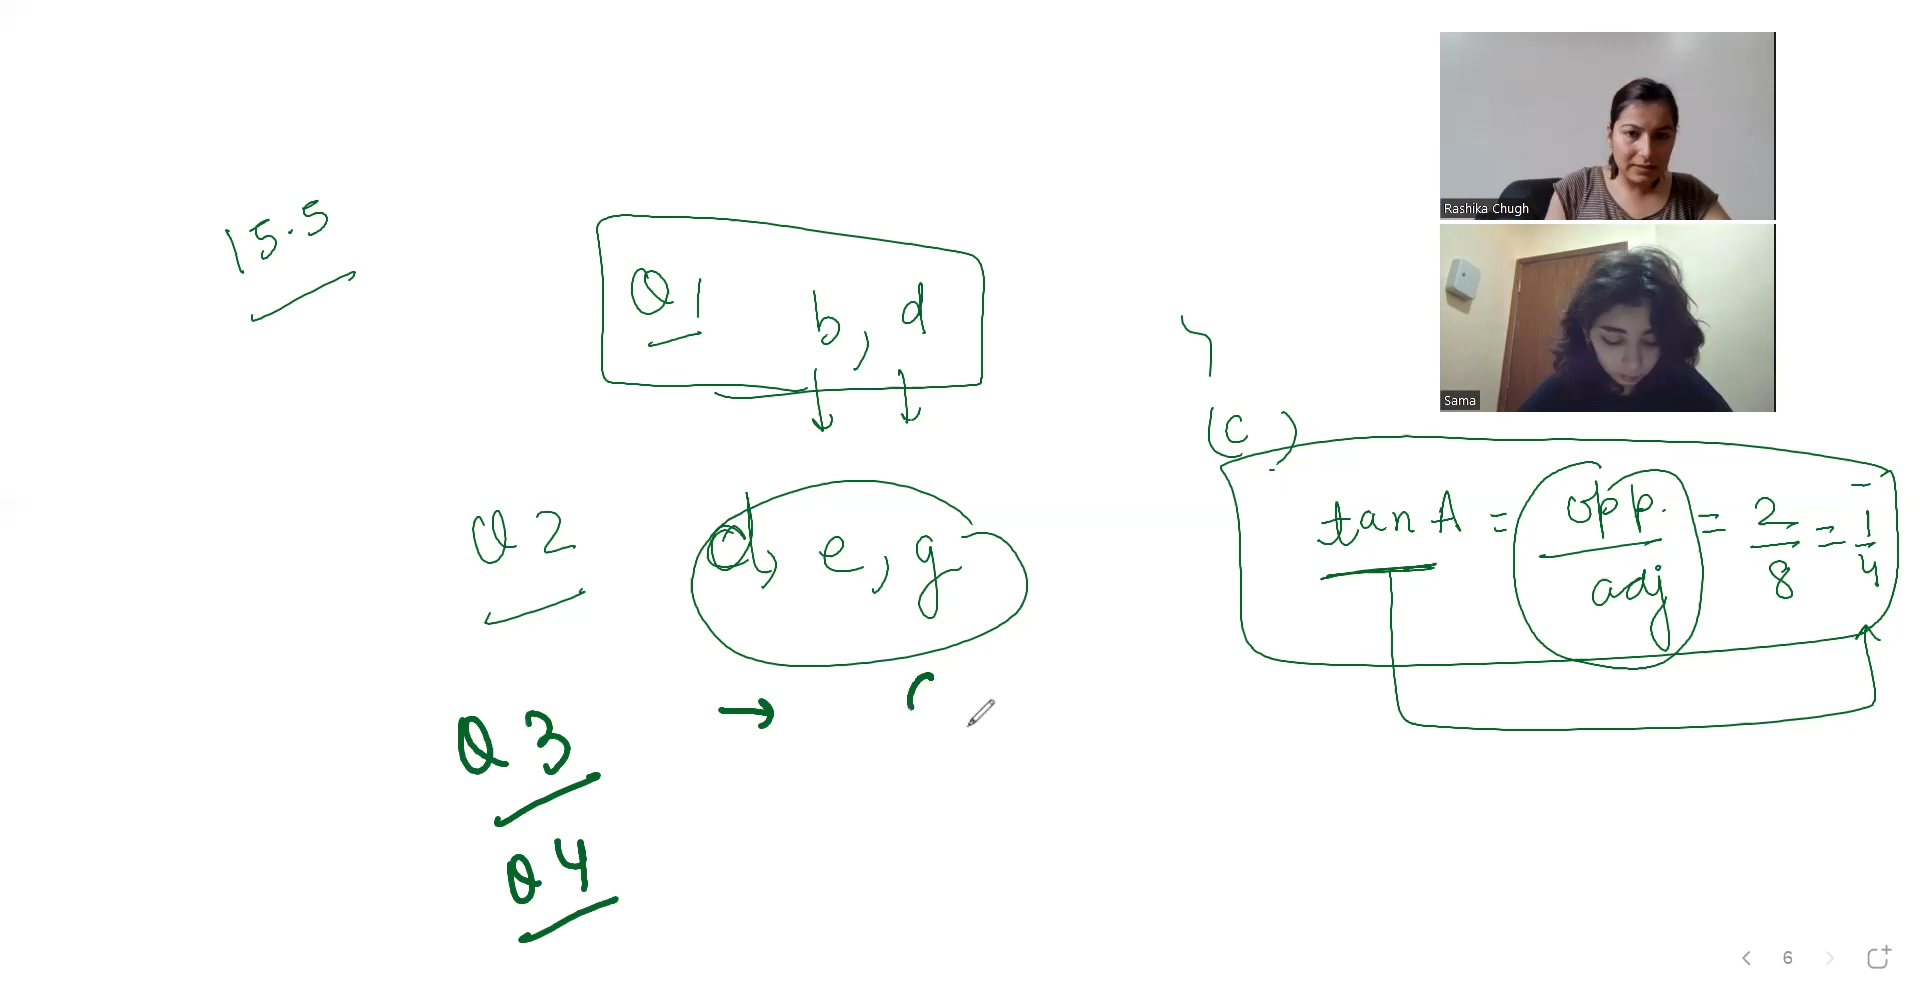 15.5
Q1 b, d
Q2 d, e, g
Q3 →
Q4
(c)
tan A = opp. / adj = 2/8 = 1/4
Rashika Chugh
Sama
6